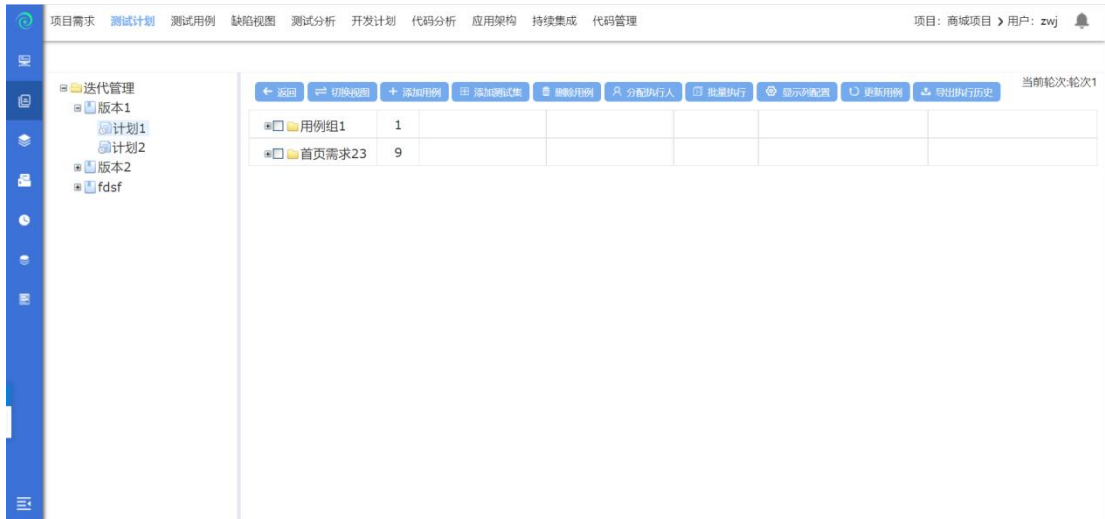 项目需求 测试计划 测试用例 缺陷视图 测试分析 开发计划 代码分析 应用架构 持续集成 代码管理 项目：商城项目 ❯ 用户：zwj
当前轮次:轮次1
迭代管理
版本1
计划1
计划2
版本2
fdsf
返回 切换视图 添加用例 添加测试集 删除用例 分配执行人 批量执行 显示列配置 更新用例 导出执行历史
用例组1 1
首页需求23 9